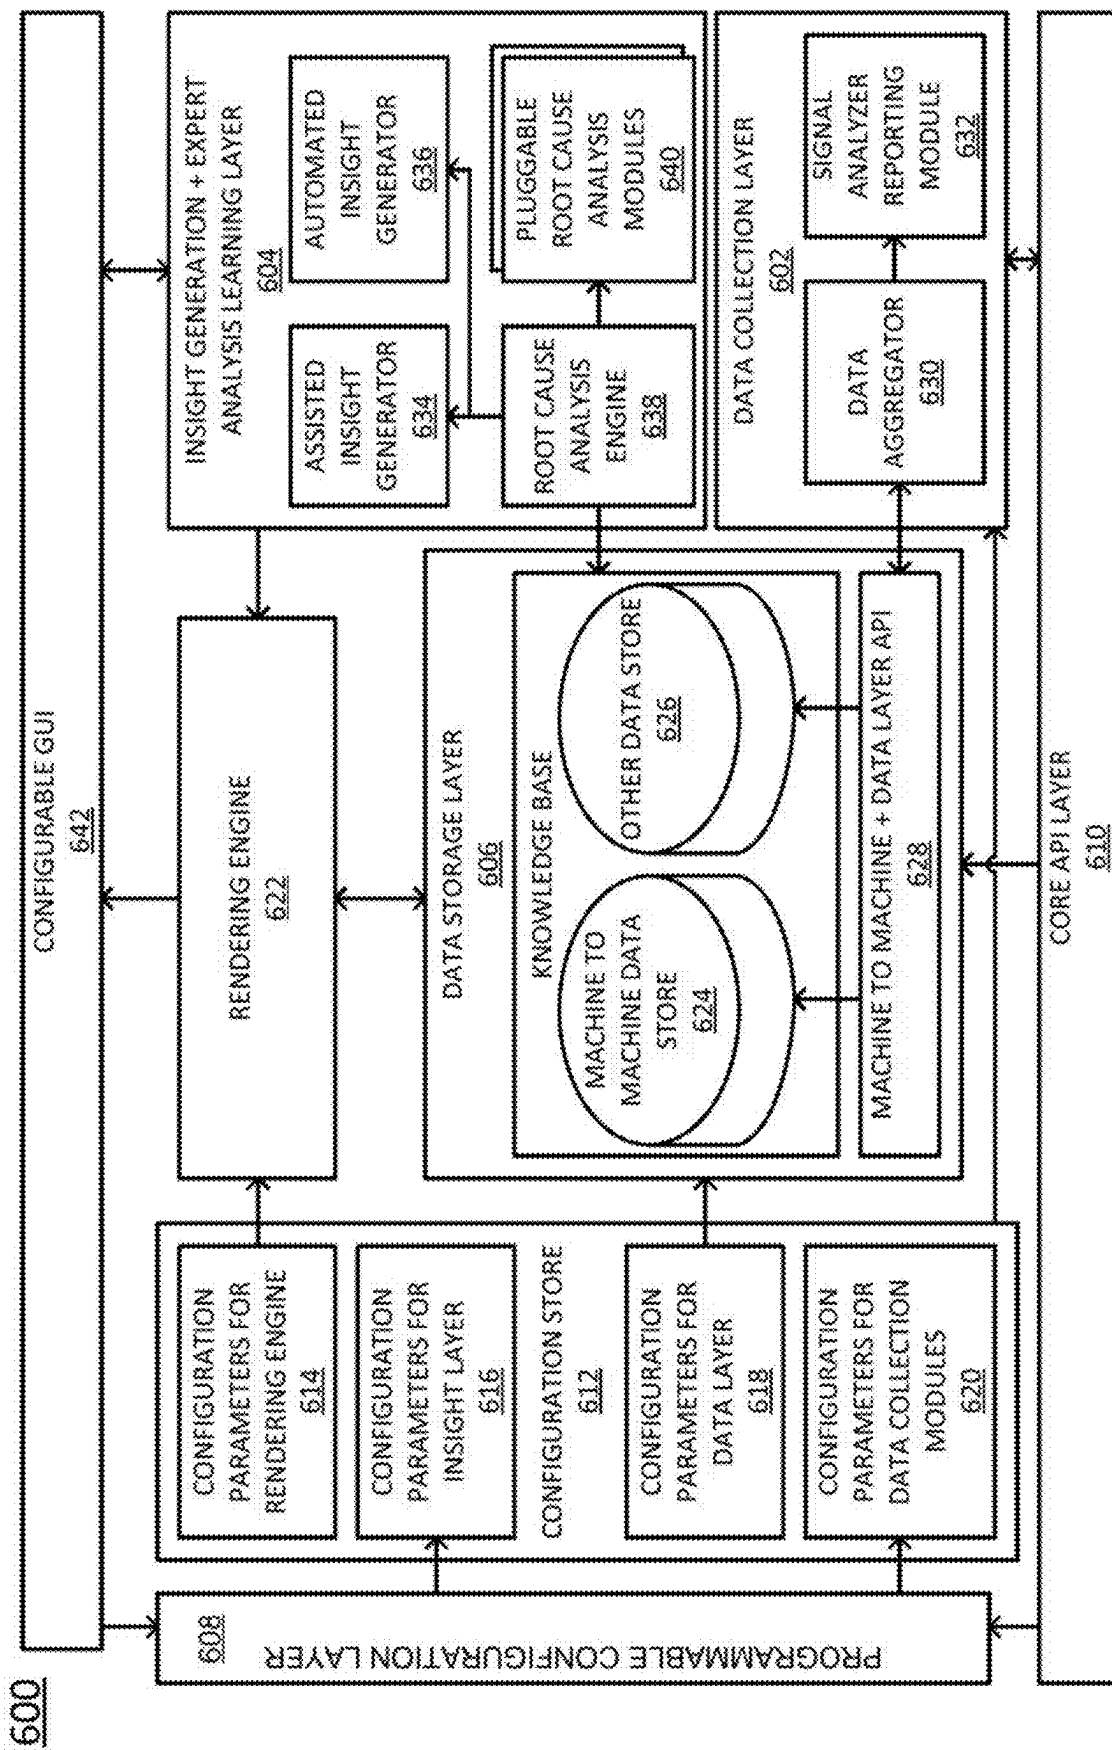 600
CONFIGURABLE GUI
642
PROGRAMMABLE CONFIGURATION LAYER
608
CONFIGURATION
PARAMETERS FOR
RENDERING ENGINE
614
CONFIGURATION
PARAMETERS FOR
INSIGHT LAYER
616
CONFIGURATION STORE
612
CONFIGURATION
PARAMETERS FOR
DATA LAYER
618
CONFIGURATION
PARAMETERS FOR
DATA COLLECTION
MODULES
620
RENDERING ENGINE
622
DATA STORAGE LAYER
606
KNOWLEDGE BASE
MACHINE TO
MACHINE DATA
STORE
624
OTHER DATA STORE
626
MACHINE TO MACHINE + DATA LAYER API
628
INSIGHT GENERATION + EXPERT
ANALYSIS LEARNING LAYER
604
ASSISTED
INSIGHT
GENERATOR
634
AUTOMATED
INSIGHT
GENERATOR
636
ROOT CAUSE
ANALYSIS
ENGINE
638
PLUGGABLE
ROOT CAUSE
ANALYSIS
MODULES
640
DATA COLLECTION LAYER
602
DATA
AGGREGATOR
630
SIGNAL
ANALYZER
REPORTING
MODULE
632
CORE API LAYER
610